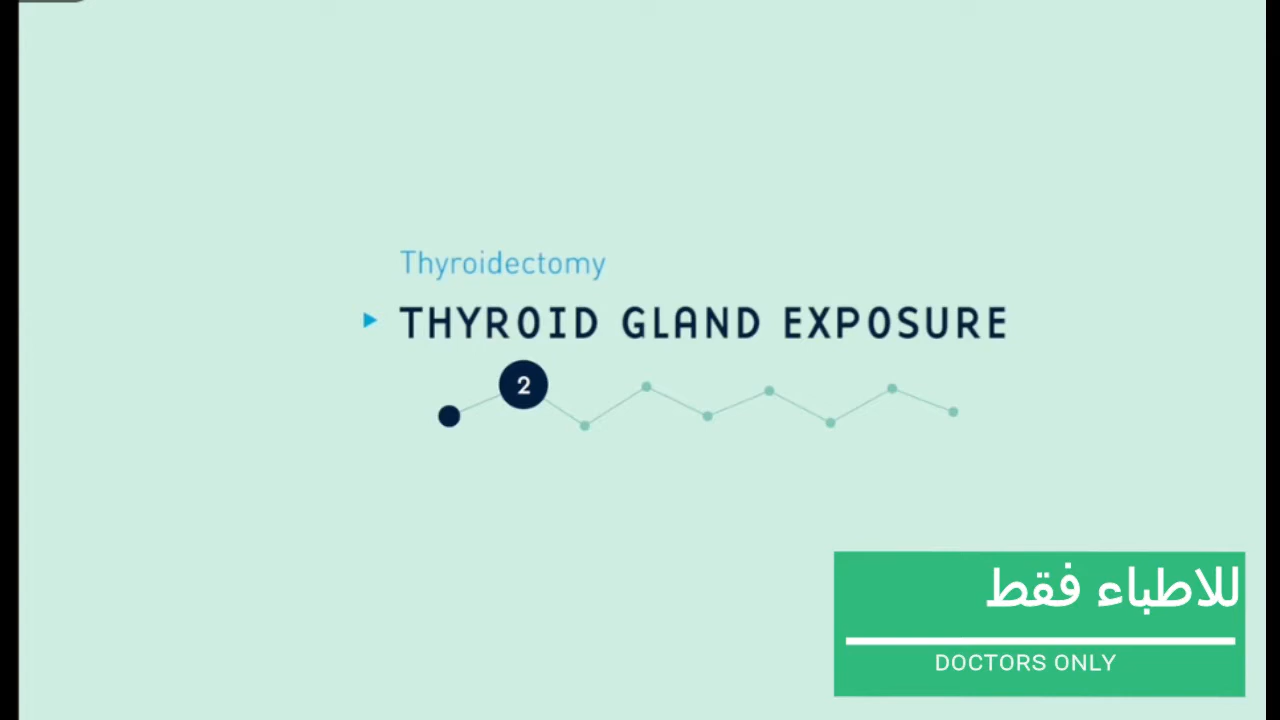 Thyroidectomy
THYROID GLAND EXPOSURE
2
للاطباء فقط
DOCTORS ONLY